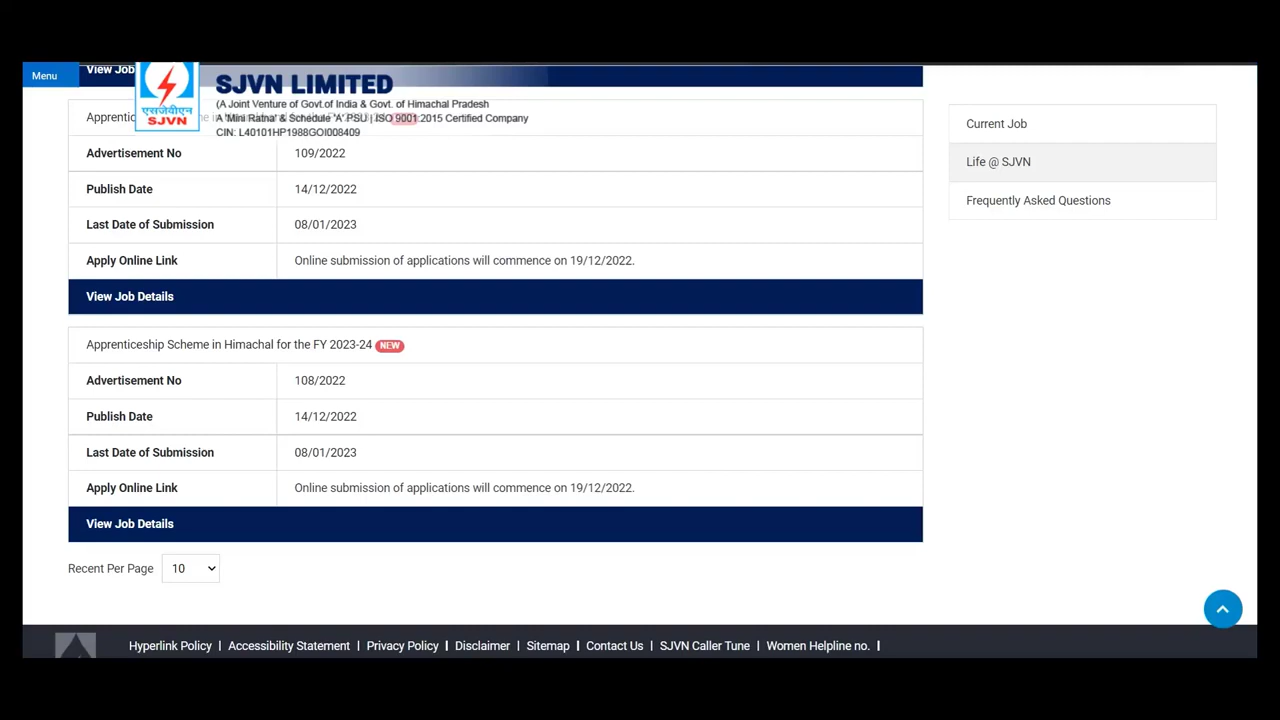 Menu
View Job
एसजेवीएन
SJVN
SJVN LIMITED
(A Joint Venture of Govt.of India & Govt. of Himachal Pradesh
A 'Mini Ratna' & Schedule 'A' PSU | ISO 9001:2015 Certified Company
CIN: L40101HP1988GOI008409
Advertisement No 109/2022
Publish Date 14/12/2022
Last Date of Submission 08/01/2023
Apply Online Link Online submission of applications will commence on 19/12/2022.
View Job Details
Apprenticeship Scheme in Himachal for the FY 2023-24 NEW
Advertisement No 108/2022
Publish Date 14/12/2022
Last Date of Submission 08/01/2023
Apply Online Link Online submission of applications will commence on 19/12/2022.
View Job Details
Recent Per Page 10
Current Job
Life @ SJVN
Frequently Asked Questions
Hyperlink Policy | Accessibility Statement | Privacy Policy | Disclaimer | Sitemap | Contact Us | SJVN Caller Tune | Women Helpline no. |